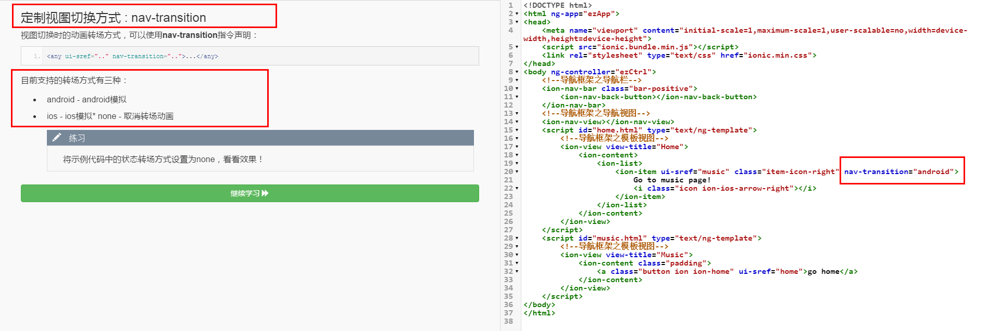 定制视图切换方式 : nav-transition
视图切换时的动画转场方式，可以使用nav-transition指令声明：
1. <any ui-sref=".." nav-transition="..">...</any>
目前支持的转场方式有三种：
• android - android模拟
• ios - ios模拟* none - 取消转场动画
练习
将示例代码中的状态转场方式设置为none，看看效果！
继续学习
1 <!DOCTYPE html>
2 <html ng-app="ezApp">
3 <head>
4     <meta name="viewport" content="initial-scale=1,maximum-scale=1,user-scalable=no,width=device-
width,height=device-height">
5     <script src="ionic.bundle.min.js"></script>
6     <link rel="stylesheet" type="text/css" href="ionic.min.css">
7 </head>
8 <body ng-controller="ezCtrl">
9     <!--导航框架之导航栏-->
10     <ion-nav-bar class="bar-positive">
11         <ion-nav-back-button></ion-nav-back-button>
12     </ion-nav-bar>
13     <!--导航框架之导航视图-->
14     <ion-nav-view></ion-nav-view>
15     <script id="home.html" type="text/ng-template">
16         <!--导航框架之模板视图-->
17         <ion-view view-title="Home">
18             <ion-content>
19                 <ion-list>
20                     <ion-item ui-sref="music" class="item-icon-right" nav-transition="android">
21                         Go to music page!
22                         <i class="icon ion-ios-arrow-right"></i>
23                     </ion-item>
24                 </ion-list>
25             </ion-content>
26         </ion-view>
27     </script>
28     <script id="music.html" type="text/ng-template">
29         <!--导航框架之模板视图-->
30         <ion-view view-title="Music">
31             <ion-content class="padding">
32                 <a class="button ion ion-home" ui-sref="home">go home</a>
33             </ion-content>
34         </ion-view>
35     </script>
36 </body>
37 </html>
38